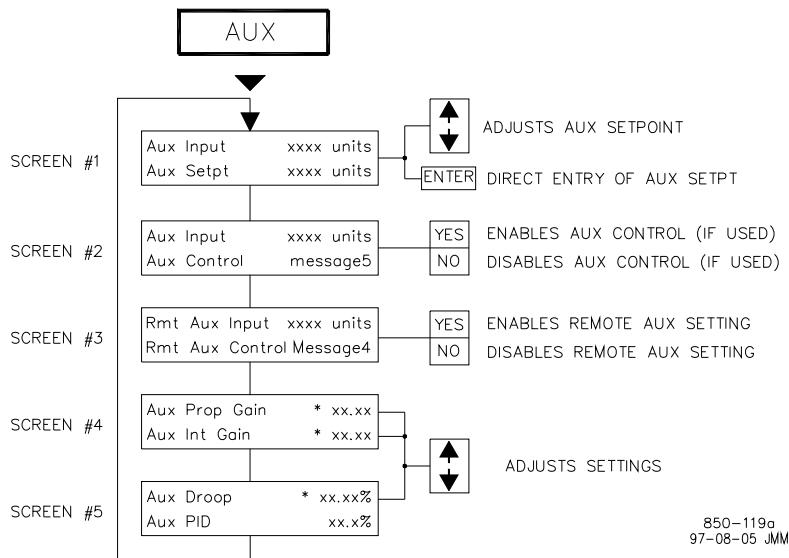 AUX
SCREEN #1
Aux Input xxxx units
Aux Setpt xxxx units
ADJUSTS AUX SETPOINT
ENTER DIRECT ENTRY OF AUX SETPT
SCREEN #2
Aux Input xxxx units
Aux Control message5
YES ENABLES AUX CONTROL (IF USED)
NO DISABLES AUX CONTROL (IF USED)
SCREEN #3
Rmt Aux Input xxxx units
Rmt Aux Control Message4
YES ENABLES REMOTE AUX SETTING
NO DISABLES REMOTE AUX SETTING
SCREEN #4
Aux Prop Gain * xx.xx
Aux Int Gain * xx.xx
ADJUSTS SETTINGS
SCREEN #5
Aux Droop * xx.xx%
Aux PID xx.x%
850-119a
97-08-05 JMM